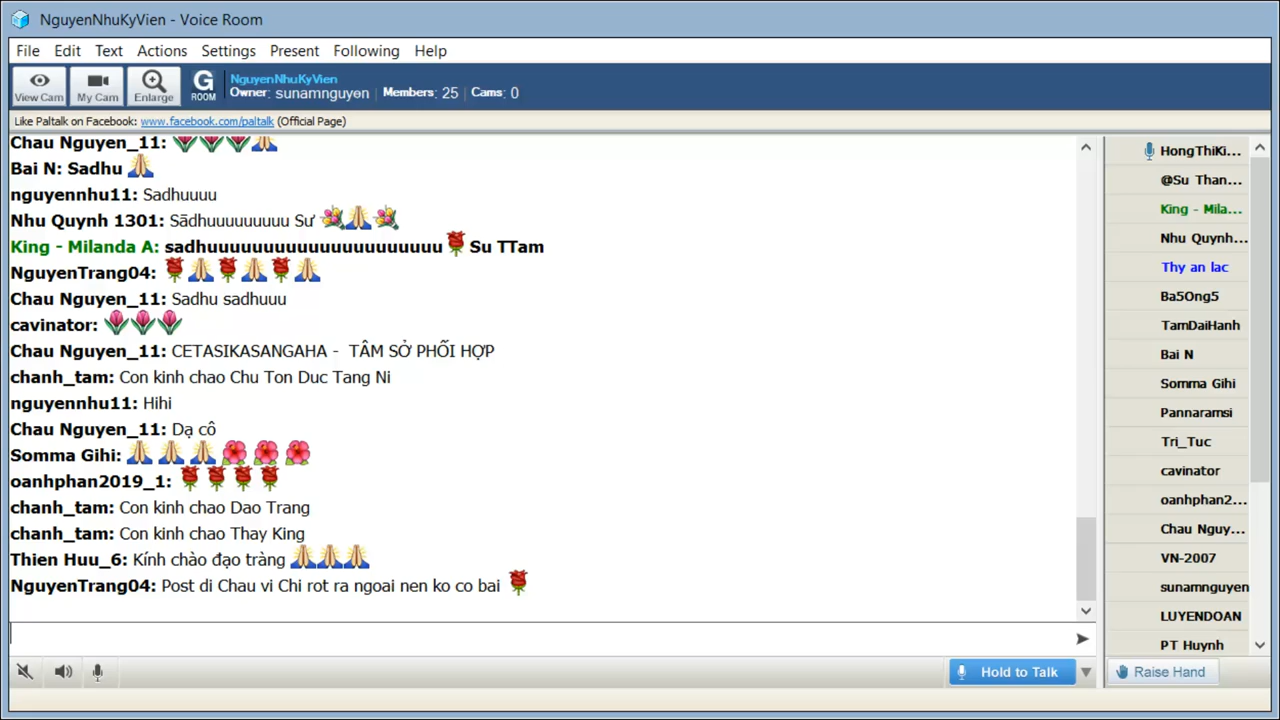 NguyenNhuKyVien - Voice Room
File Edit Text Actions Settings Present Following Help
View Cam My Cam Enlarge G ROOM NguyenNhuKyVien
Owner: sunamnguyen | Members: 25 | Cams: 0
Like Paltalk on Facebook: www.facebook.com/paltalk (Official Page)
Chau Nguyen_11: 🌷🌷🌷🙏
Bai N: Sadhu 🙏
nguyennhu11: Sadhuuuu
Nhu Quynh 1301: Sādhuuuuuuuuu Sư 💐🙏💐
King - Milanda A: sadhuuuuuuuuuuuuuuuuuuuuu 🌹 Su TTam
NguyenTrang04: 🌹🙏🌹🙏🌹🙏
Chau Nguyen_11: Sadhu sadhuuu
cavinator: 🌷🌷🌷
Chau Nguyen_11: CETASIKASANGAHA - TÂM SỞ PHỐI HỢP
chanh_tam: Con kinh chao Chu Ton Duc Tang Ni
nguyennhu11: Hihi
Chau Nguyen_11: Dạ cô
Somma Gihi: 🙏 🙏 🙏 🌺 🌺 🌺
oanhphan2019_1: 🌹🌹🌹🌹
chanh_tam: Con kinh chao Dao Trang
chanh_tam: Con kinh chao Thay King
Thien Huu_6: Kính chào đạo tràng 🙏🙏🙏
NguyenTrang04: Post di Chau vi Chi rot ra ngoai nen ko co bai 🌹
HongThiKi...
@Su Than...
King - Mila...
Nhu Quynh...
Thy an lac
Ba5Ong5
TamDaiHanh
Bai N
Somma Gihi
Pannaramsi
Tri_Tuc
cavinator
oanhphan2...
Chau Nguy...
VN-2007
sunamnguyen
LUYENDOAN
PT Huynh
Hold to Talk
Raise Hand